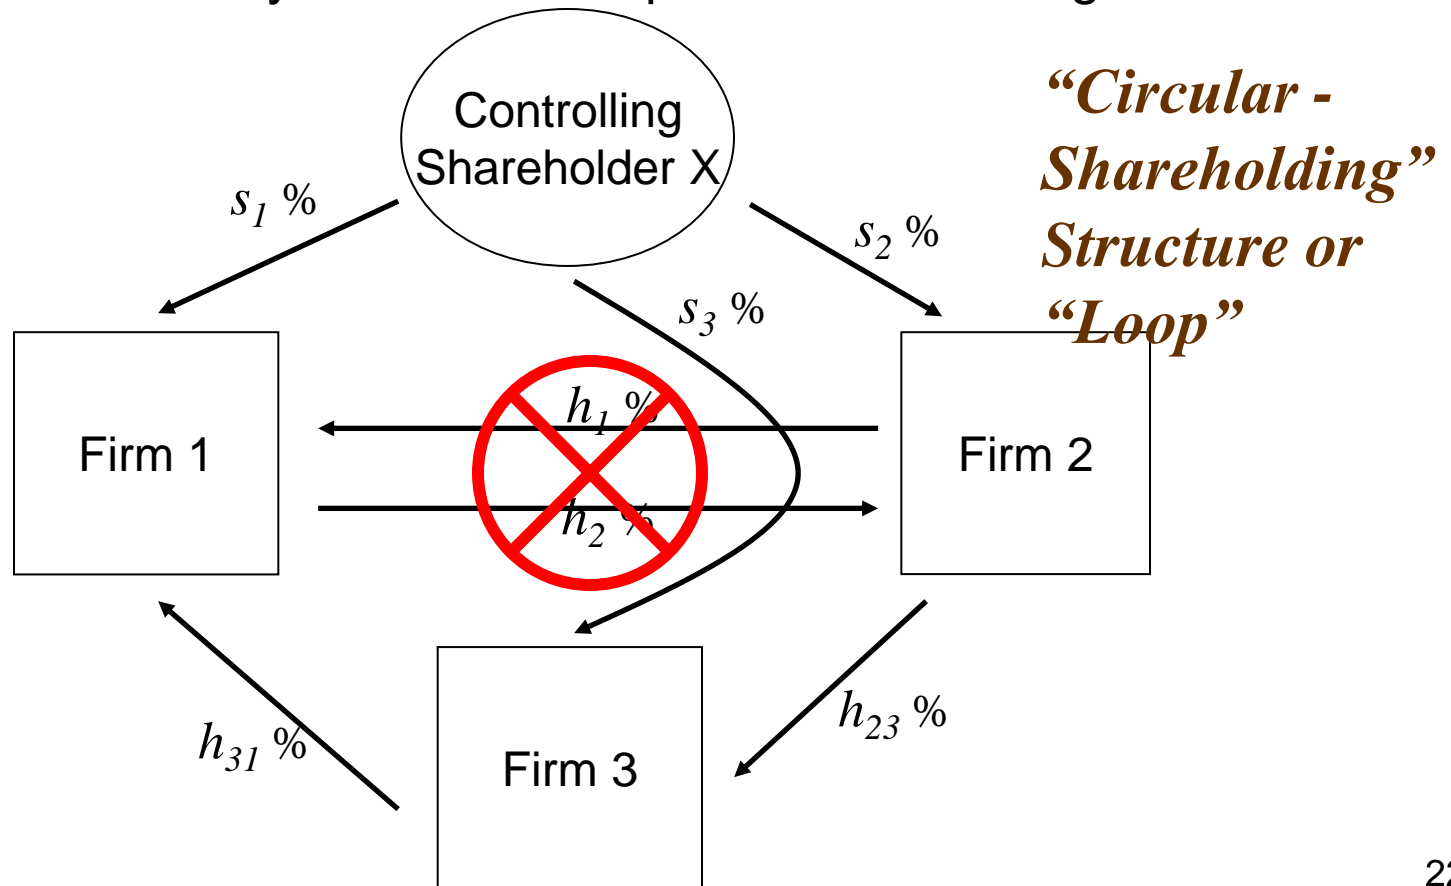 Controlling
Shareholder X
“Circular -
Shareholding”
Structure or
“Loop”
s1 %
s2 %
s3 %
h1 %
h2 %
Firm 1
Firm 2
h31 %
h23 %
Firm 3
22